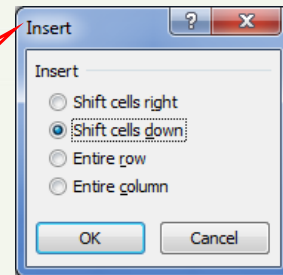 Insert
Insert
Shift cells right
Shift cells down
Entire row
Entire column
OK
Cancel